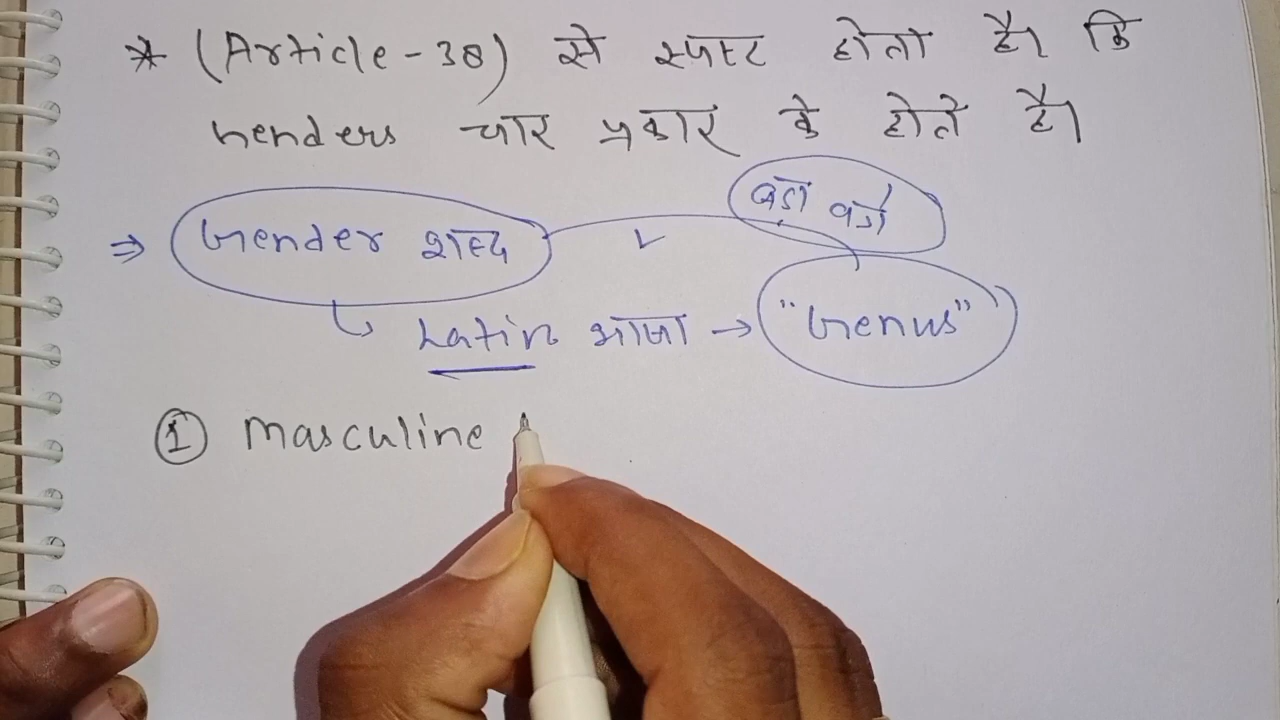 * (Article-38) से स्पष्ट होता है। कि
Genders चार प्रकार के होते है।
बड़ा वर्ग
⇒ Gender शब्द
Latin भाषा → "Genus"
① Masculine